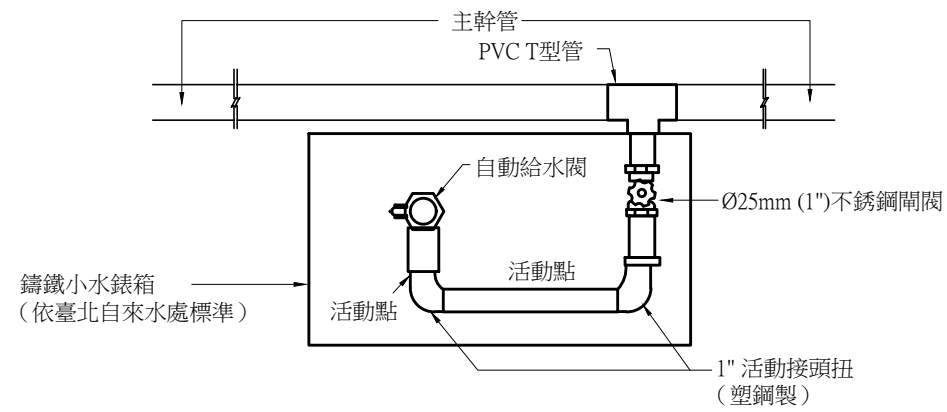 主幹管
PVC T型管
自動給水閥
Ø25mm (1")不銹鋼閘閥
活動點
活動點
鑄鐵小水錶箱
（依臺北自來水處標準）
1" 活動接頭扭
（塑鋼製）